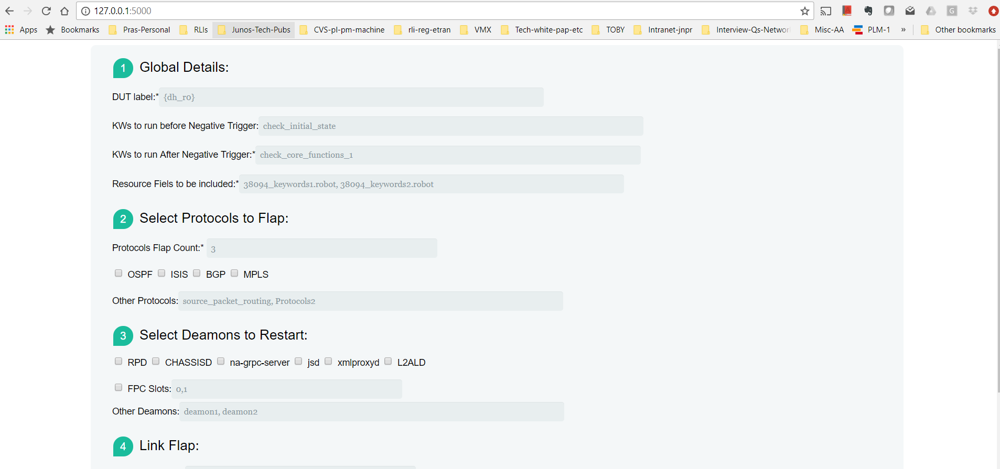 127.0.0.1:5000
Apps Bookmarks Pras-Personal RLIs Junos-Tech-Pubs CVS-pl-pm-machine rli-reg-etran VMX Tech-white-pap-etc TOBY Intranet-jnpr Interview-Qs-Networ Misc-AA PLM-1 » Other bookmarks
1 Global Details:
DUT label:* {dh_r0}
KWs to run before Negative Trigger: check_initial_state
KWs to run After Negative Trigger:* check_core_functions_1
Resource Fiels to be included:* 38094_keywords1.robot, 38094_keywords2.robot
2 Select Protocols to Flap:
Protocols Flap Count:* 3
OSPF ISIS BGP MPLS
Other Protocols: source_packet_routing, Protocols2
3 Select Deamons to Restart:
RPD CHASSISD na-grpc-server jsd xmlproxyd L2ALD
FPC Slots: 0,1
Other Deamons: deamon1, deamon2
4 Link Flap: